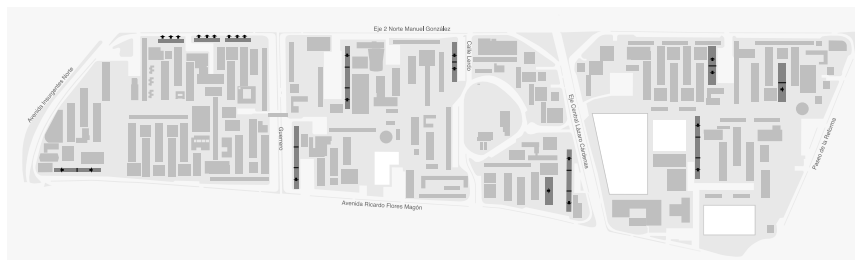 Eje 2 Norte Manuel González
Calle Lerdo
Avenida Insurgentes Norte
Guerrero
Eje Central Lázaro Cárdenas
Paseo de la Reforma
Avenida Ricardo Flores Magón